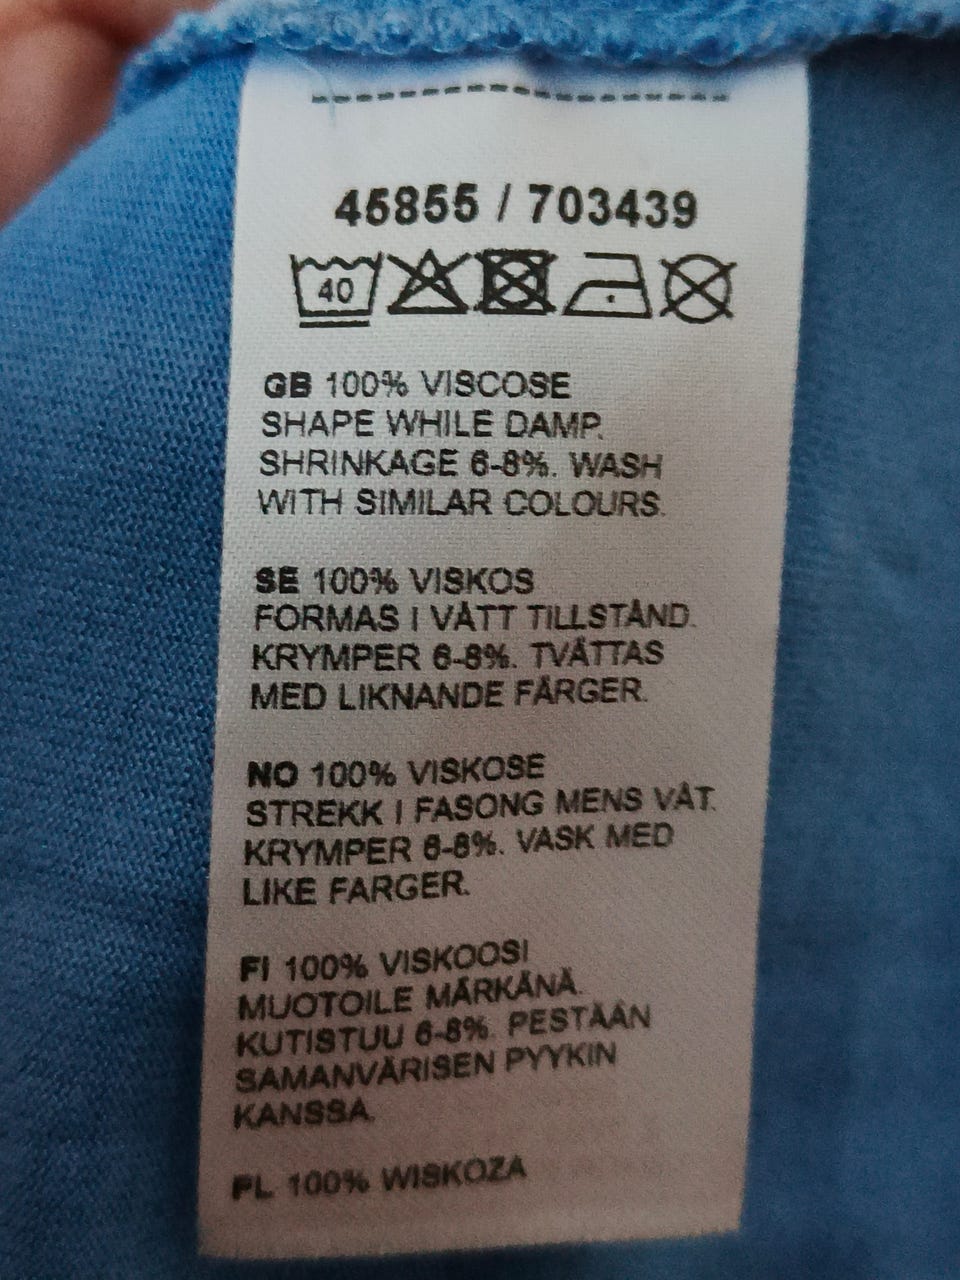 45855 / 703439
40
GB 100% VISCOSE
SHAPE WHILE DAMP.
SHRINKAGE 6-8%. WASH
WITH SIMILAR COLOURS.
SE 100% VISKOS
FORMAS I VÅTT TILLSTÅND.
KRYMPER 6-8%. TVÄTTAS
MED LIKNANDE FÄRGER.
NO 100% VISKOSE
STREKK I FASONG MENS VÅT.
KRYMPER 6-8%. VASK MED
LIKE FARGER.
FI 100% VISKOOSI
MUOTOILE MÄRKÄNÄ.
KUTISTUU 6-8%. PESTÄÄN
SAMANVÄRISEN PYYKIN
KANSSA.
PL 100% WISKOZA